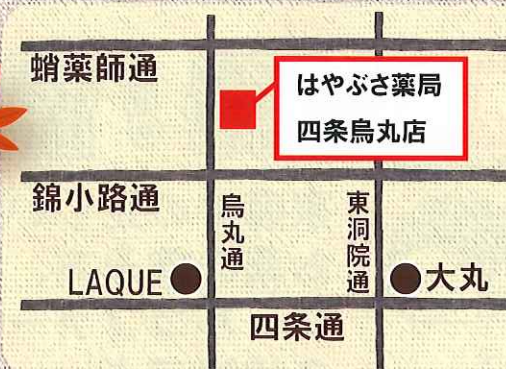 蛸薬師通
はやぶさ薬局
四条烏丸店
錦小路通
烏丸通
東洞院通
LAQUE
大丸
四条通